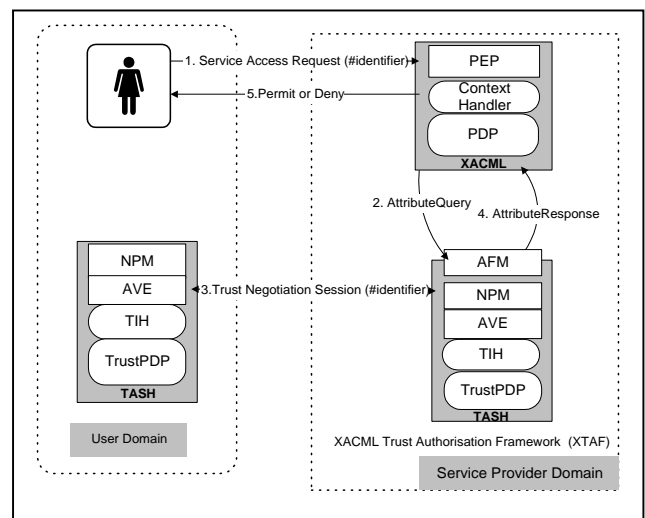 1. Service Access Request (#identifier)
5.Permit or Deny
PEP
Context
Handler
PDP
XACML
2. AttributeQuery
4. AttributeResponse
NPM
AVE
TIH
TrustPDP
TASH
3.Trust Negotiation Session (#identifier)
AFM
NPM
AVE
TIH
TrustPDP
TASH
User Domain
XACML Trust Authorisation Framework (XTAF)
Service Provider Domain